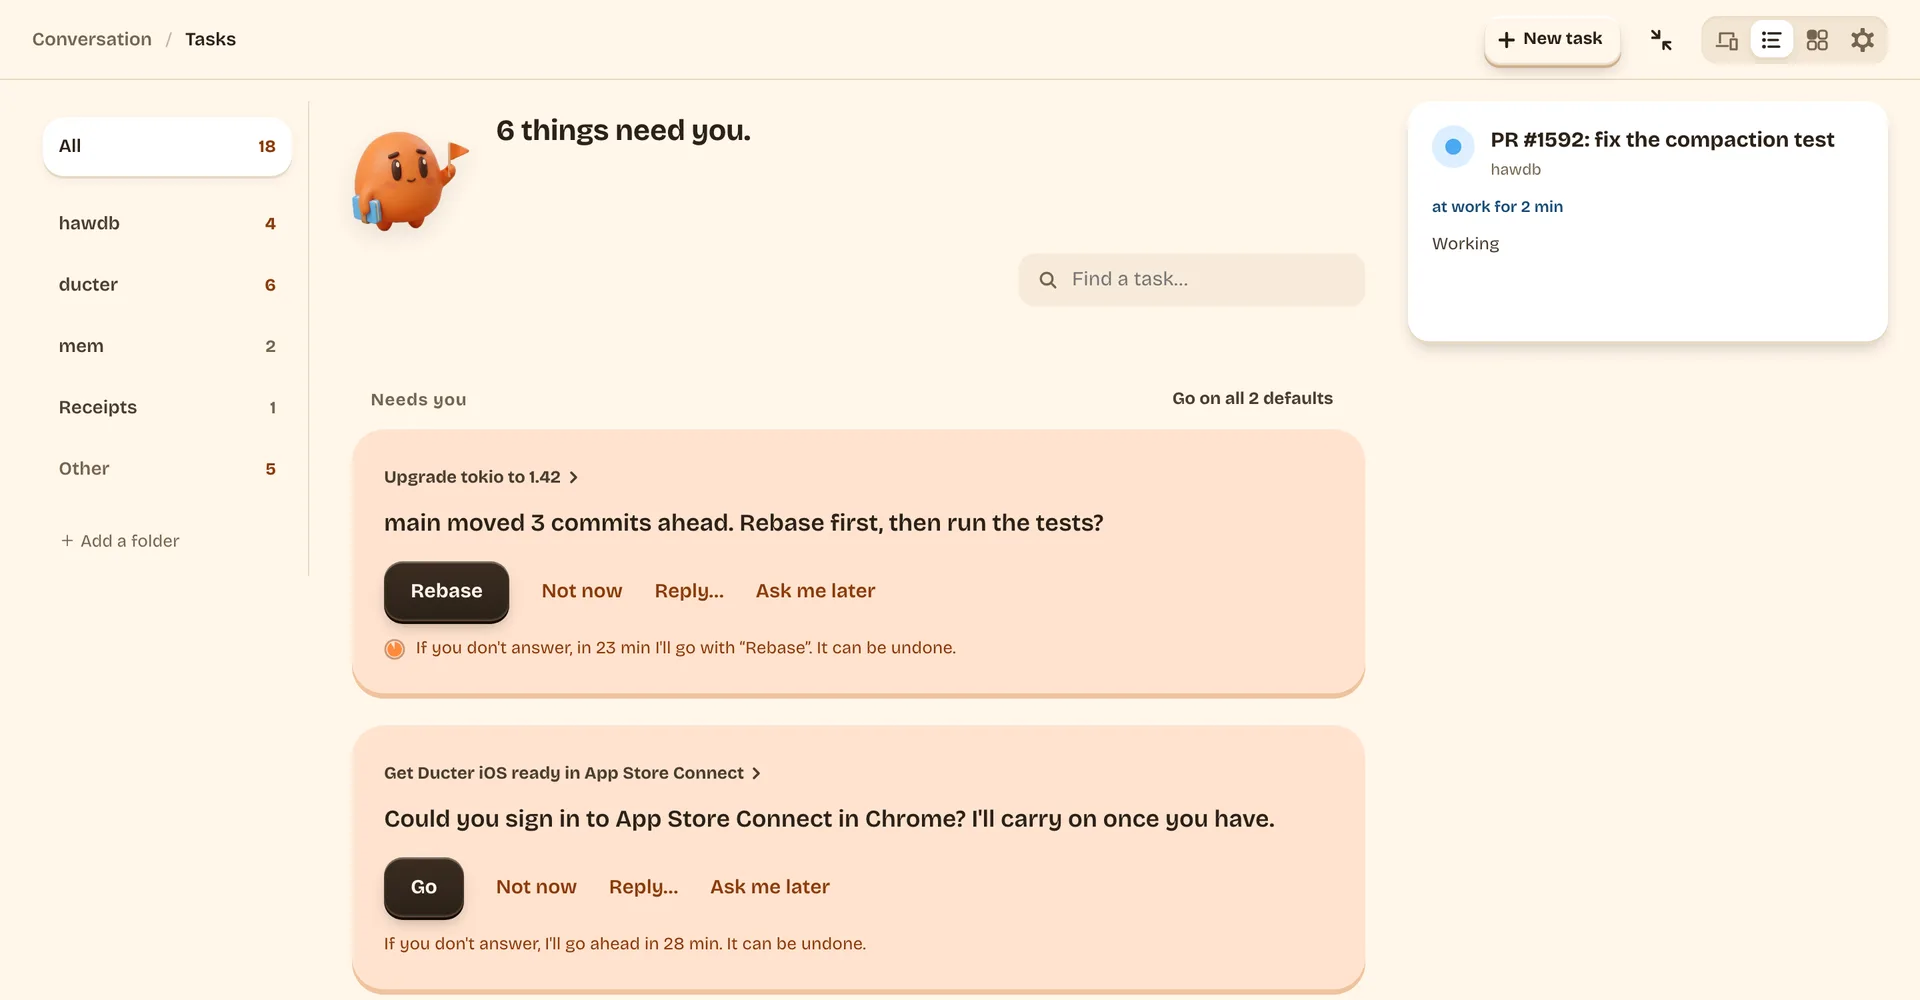 Conversation / Tasks
+ New task
All 18
hawdb 4
ducter 6
mem 2
Receipts 1
Other 5
+ Add a folder
6 things need you.
Find a task...
Needs you
Go on all 2 defaults
Upgrade tokio to 1.42 >
main moved 3 commits ahead. Rebase first, then run the tests?
Rebase Not now Reply... Ask me later
If you don't answer, in 23 min I'll go with “Rebase”. It can be undone.
Get Ducter iOS ready in App Store Connect >
Could you sign in to App Store Connect in Chrome? I'll carry on once you have.
Go Not now Reply... Ask me later
If you don't answer, I'll go ahead in 28 min. It can be undone.
PR #1592: fix the compaction test
hawdb
at work for 2 min
Working